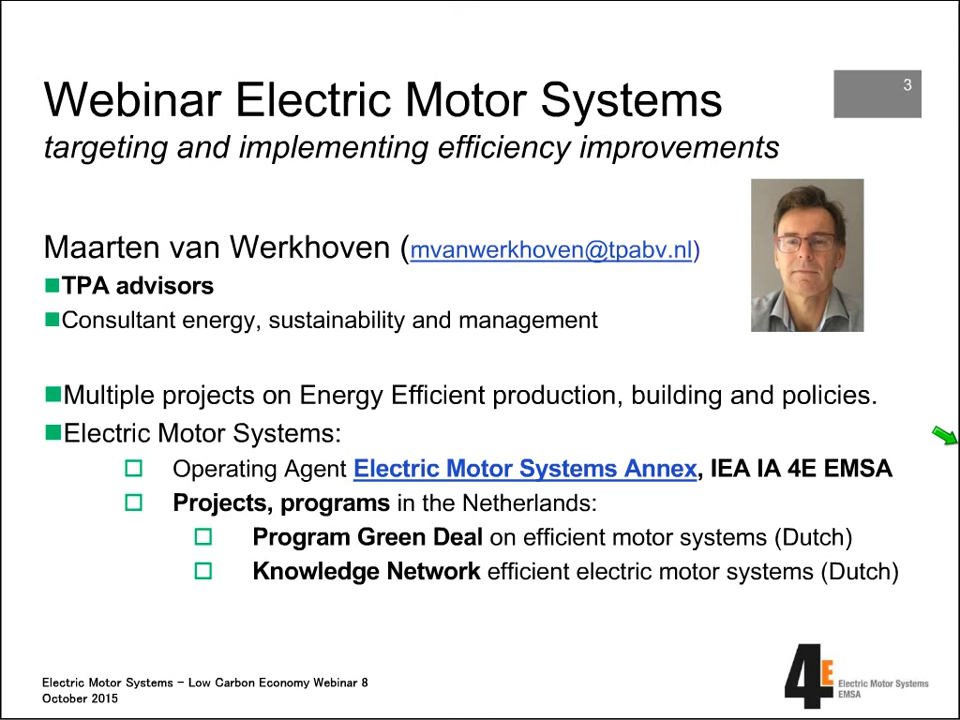 3
Webinar Electric Motor Systems
targeting and implementing efficiency improvements
Maarten van Werkhoven (mvanwerkhoven@tpabv.nl)
TPA advisors
Consultant energy, sustainability and management
Multiple projects on Energy Efficient production, building and policies.
Electric Motor Systems:
Operating Agent Electric Motor Systems Annex, IEA IA 4E EMSA
Projects, programs in the Netherlands:
Program Green Deal on efficient motor systems (Dutch)
Knowledge Network efficient electric motor systems (Dutch)
Electric Motor Systems – Low Carbon Economy Webinar 8
October 2015
4E Electric Motor Systems
EMSA